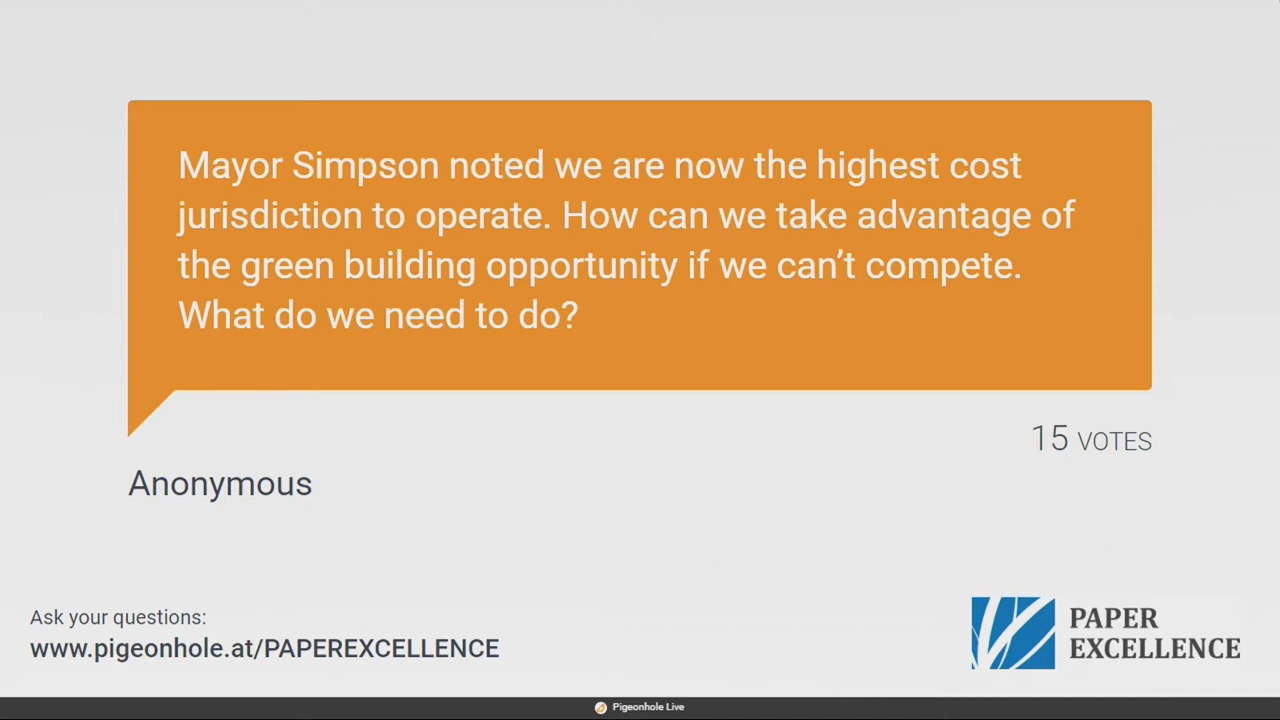 Mayor Simpson noted we are now the highest cost
jurisdiction to operate. How can we take advantage of
the green building opportunity if we can’t compete.
What do we need to do?
15 VOTES
Anonymous
Ask your questions:
www.pigeonhole.at/PAPEREXCELLENCE
PAPER
EXCELLENCE
Pigeonhole Live